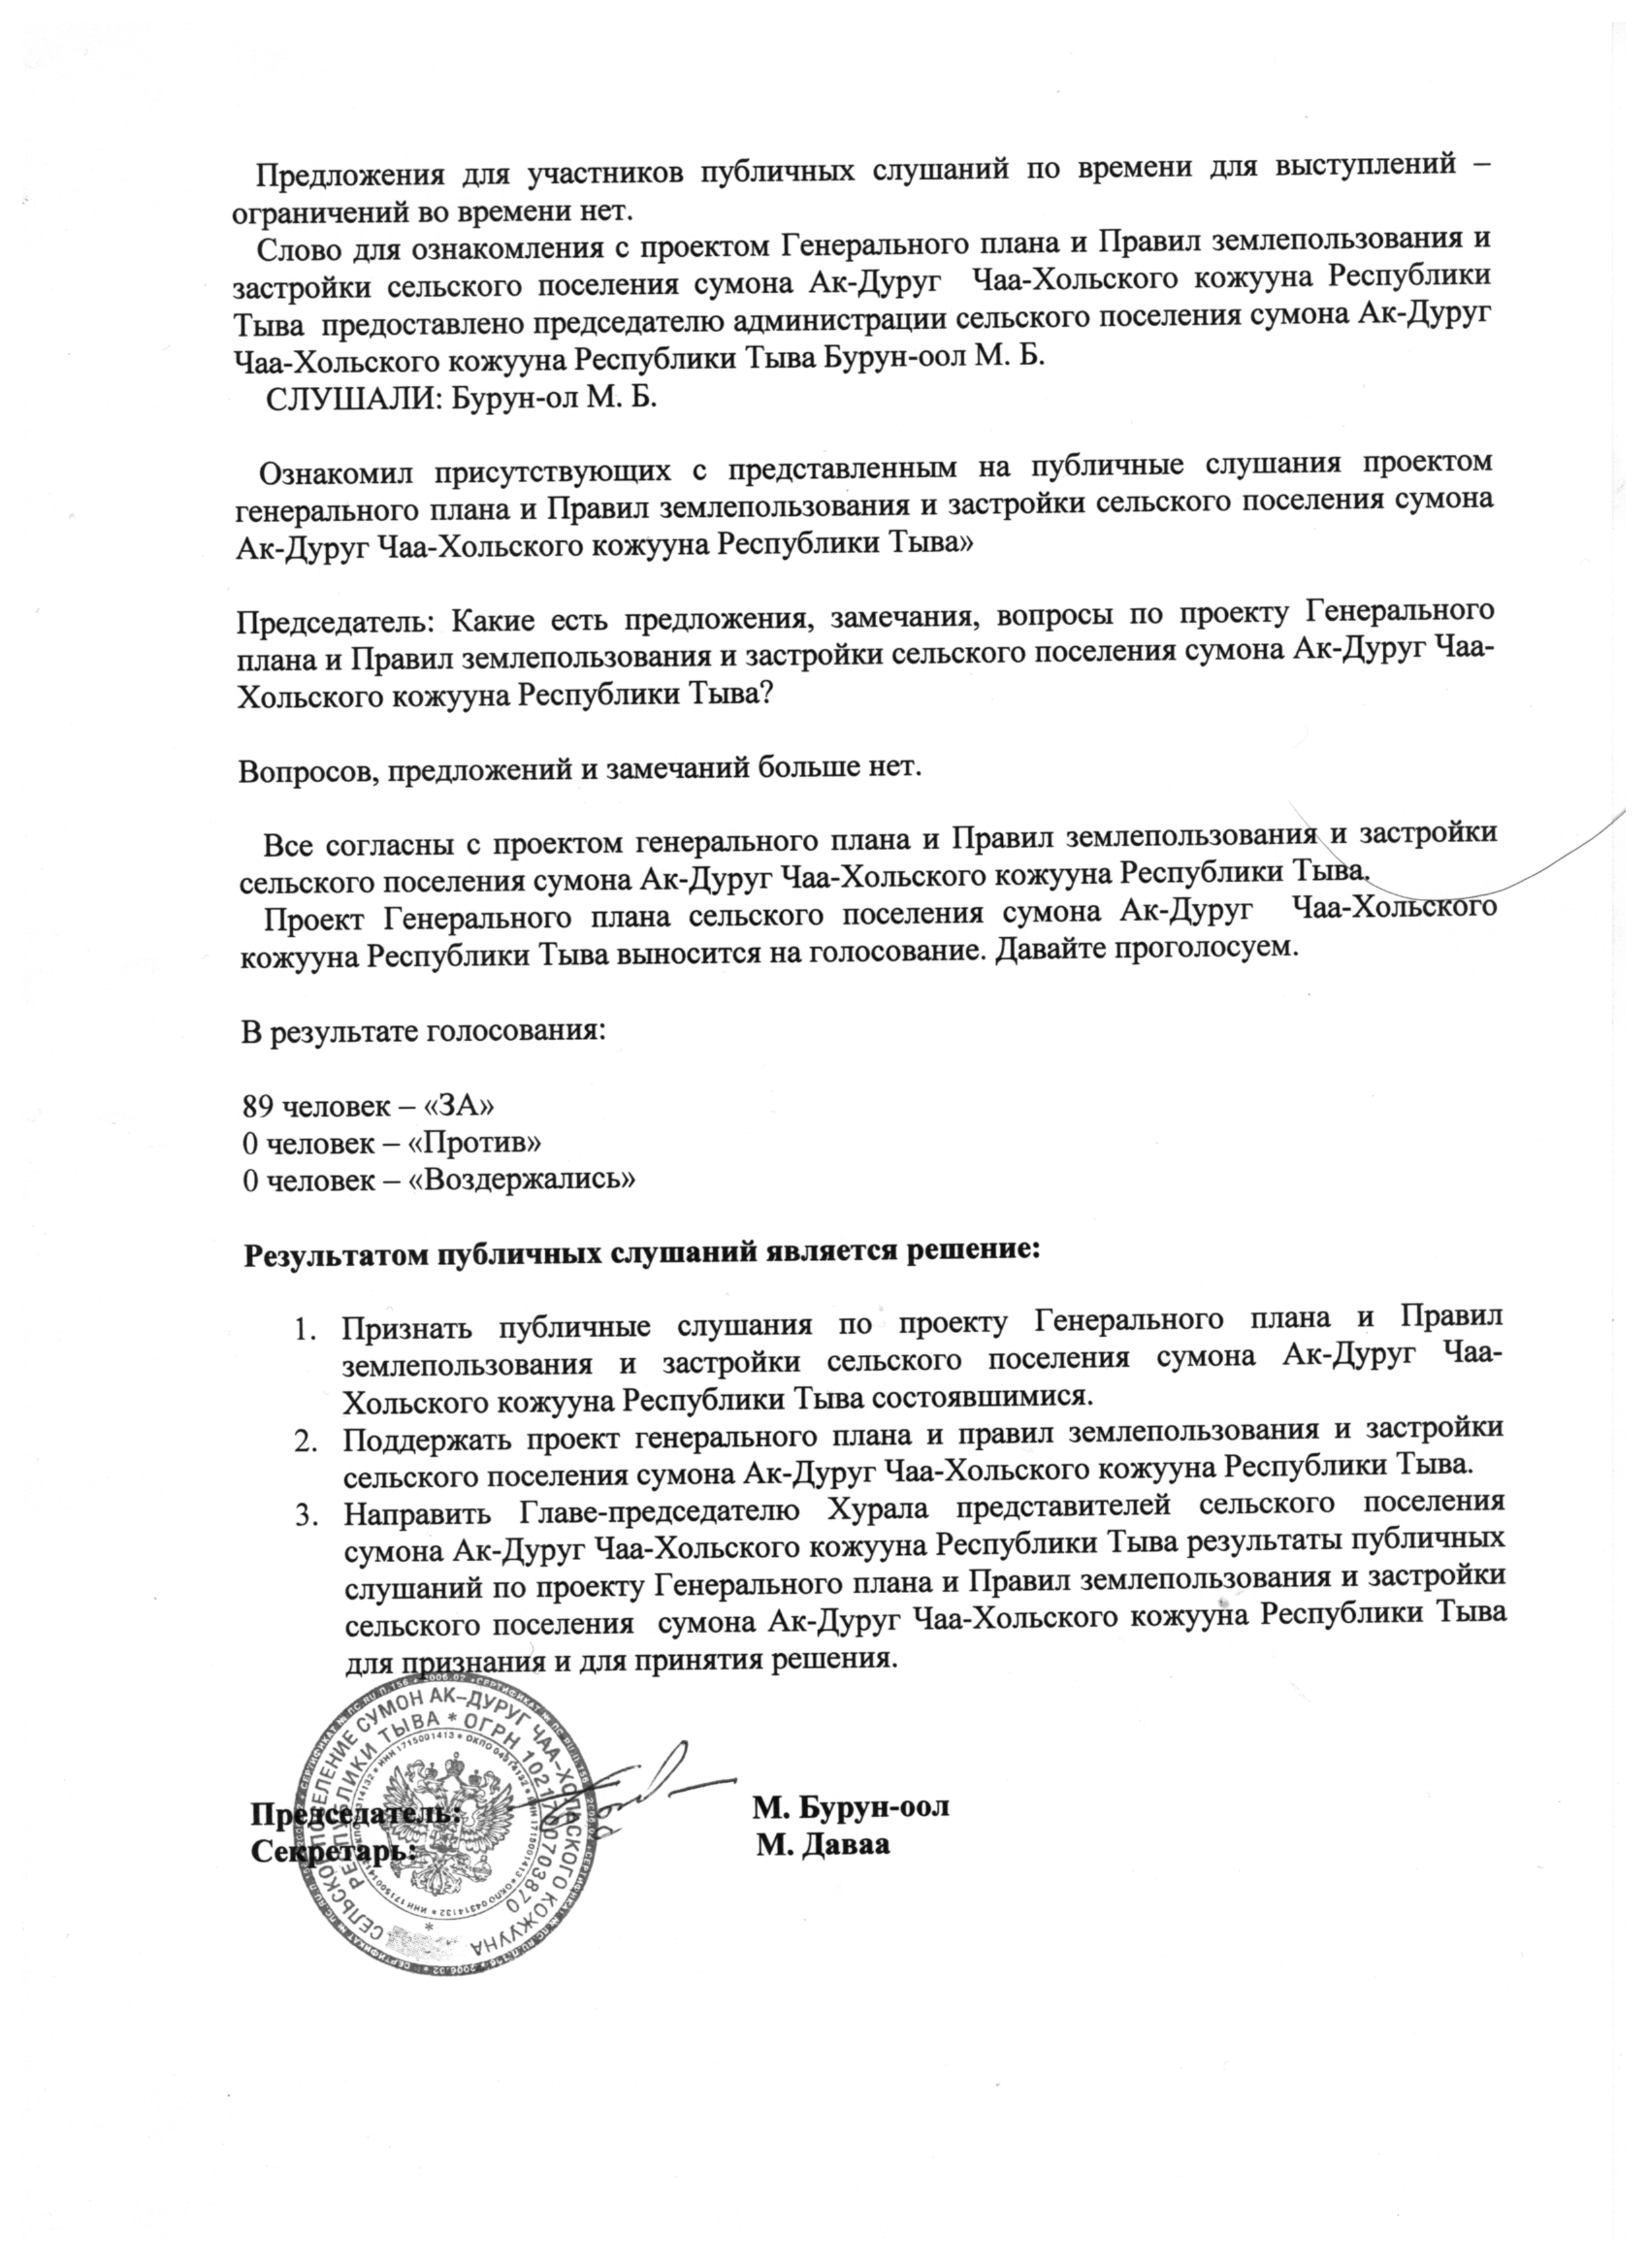 Предложения для участников публичных слушаний по времени для выступлений –
ограничений во времени нет.
Слово для ознакомления с проектом Генерального плана и Правил землепользования и
застройки сельского поселения сумона Ак-Дуруг Чаа-Хольского кожууна Республики
Тыва предоставлено председателю администрации сельского поселения сумона Ак-Дуруг
Чаа-Хольского кожууна Республики Тыва Бурун-оол М. Б.
СЛУШАЛИ: Бурун-ол М. Б.
Ознакомил присутствующих с представленным на публичные слушания проектом
генерального плана и Правил землепользования и застройки сельского поселения сумона
Ак-Дуруг Чаа-Хольского кожууна Республики Тыва»
Председатель: Какие есть предложения, замечания, вопросы по проекту Генерального
плана и Правил землепользования и застройки сельского поселения сумона Ак-Дуруг Чаа-
Хольского кожууна Республики Тыва?
Вопросов, предложений и замечаний больше нет.
Все согласны с проектом генерального плана и Правил землепользования и застройки
сельского поселения сумона Ак-Дуруг Чаа-Хольского кожууна Республики Тыва.
Проект Генерального плана сельского поселения сумона Ак-Дуруг Чаа-Хольского
кожууна Республики Тыва выносится на голосование. Давайте проголосуем.
В результате голосования:
89 человек – «ЗА»
0 человек – «Против»
0 человек – «Воздержались»
Результатом публичных слушаний является решение:
1. Признать публичные слушания по проекту Генерального плана и Правил
землепользования и застройки сельского поселения сумона Ак-Дуруг Чаа-
Хольского кожууна Республики Тыва состоявшимися.
2. Поддержать проект генерального плана и правил землепользования и застройки
сельского поселения сумона Ак-Дуруг Чаа-Хольского кожууна Республики Тыва.
3. Направить Главе-председателю Хурала представителей сельского поселения
сумона Ак-Дуруг Чаа-Хольского кожууна Республики Тыва результаты публичных
слушаний по проекту Генерального плана и Правил землепользования и застройки
сельского поселения сумона Ак-Дуруг Чаа-Хольского кожууна Республики Тыва
для признания и для принятия решения.
Председатель: М. Бурун-оол
Секретарь: М. Даваа
СЕЛЬСКОЕ ПОСЕЛЕНИЕ СУМОН АК-ДУРУГ ЧАА-ХОЛЬСКОГО КОЖУУНА
РЕСПУБЛИКИ ТЫВА * ОГРН 1021700703870
ИНН 1715001413 * ОКПО 04314132